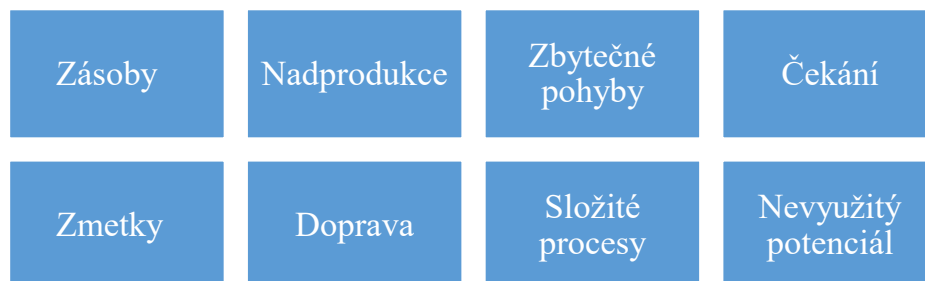 Zásoby
Nadprodukce
Zbytečné
pohyby
Čekání
Zmetky
Doprava
Složité
procesy
Nevyužitý
potenciál